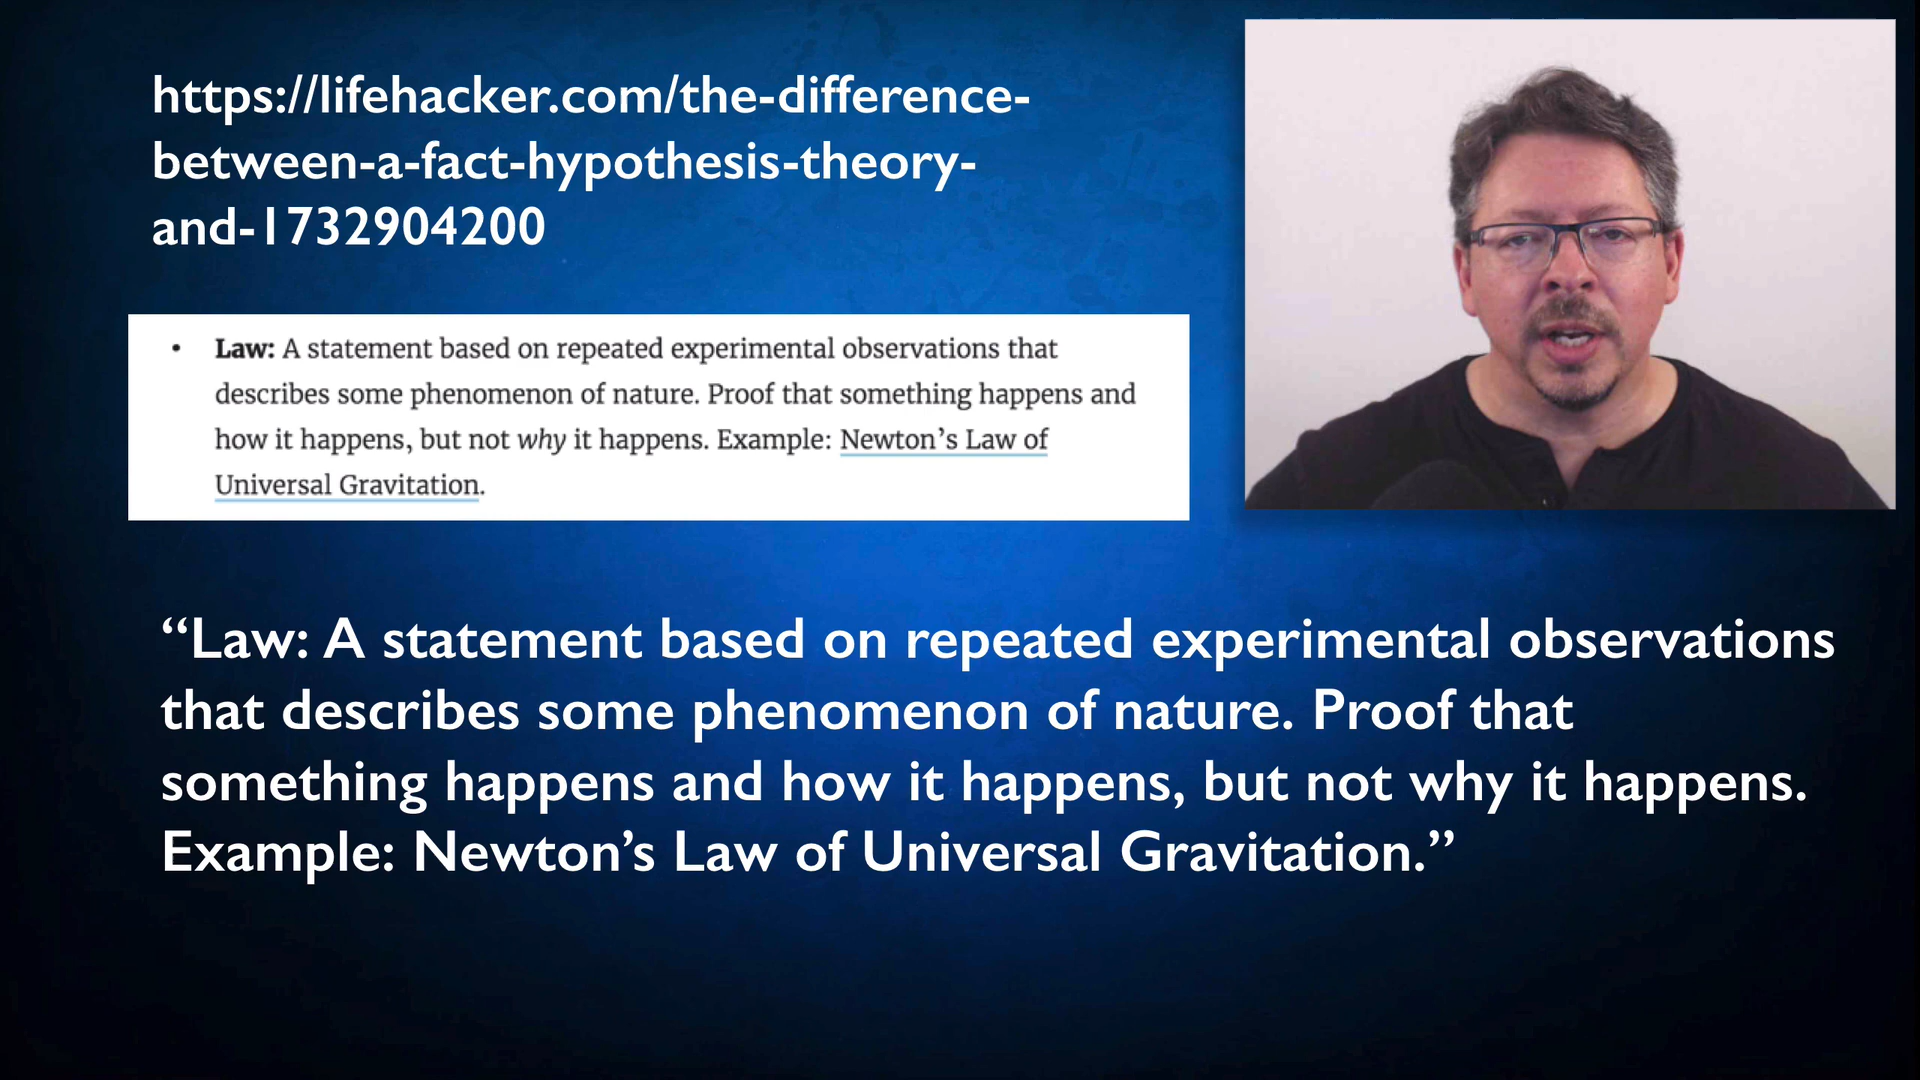 https://lifehacker.com/the-difference-
between-a-fact-hypothesis-theory-
and-1732904200
• Law: A statement based on repeated experimental observations that
describes some phenomenon of nature. Proof that something happens and
how it happens, but not why it happens. Example: Newton’s Law of
Universal Gravitation.
“Law: A statement based on repeated experimental observations
that describes some phenomenon of nature. Proof that
something happens and how it happens, but not why it happens.
Example: Newton’s Law of Universal Gravitation.”